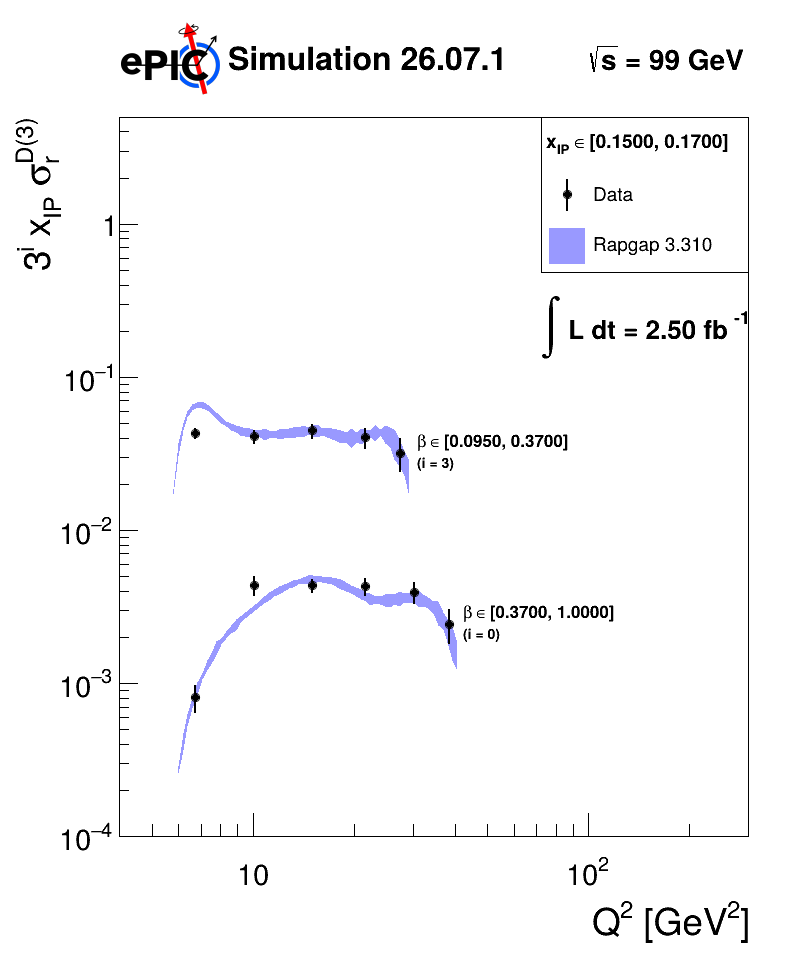 ePIC Simulation 26.07.1
√s = 99 GeV
3^i x_IP σ_r^D(3)
x_IP ∈ [0.1500, 0.1700]
Data
Rapgap 3.310
∫ L dt = 2.50 fb^-1
1
10^−1
β ∈ [0.0950, 0.3700]
(i = 3)
10^−2
β ∈ [0.3700, 1.0000]
(i = 0)
10^−3
10^−4
10
10^2
Q^2 [GeV^2]